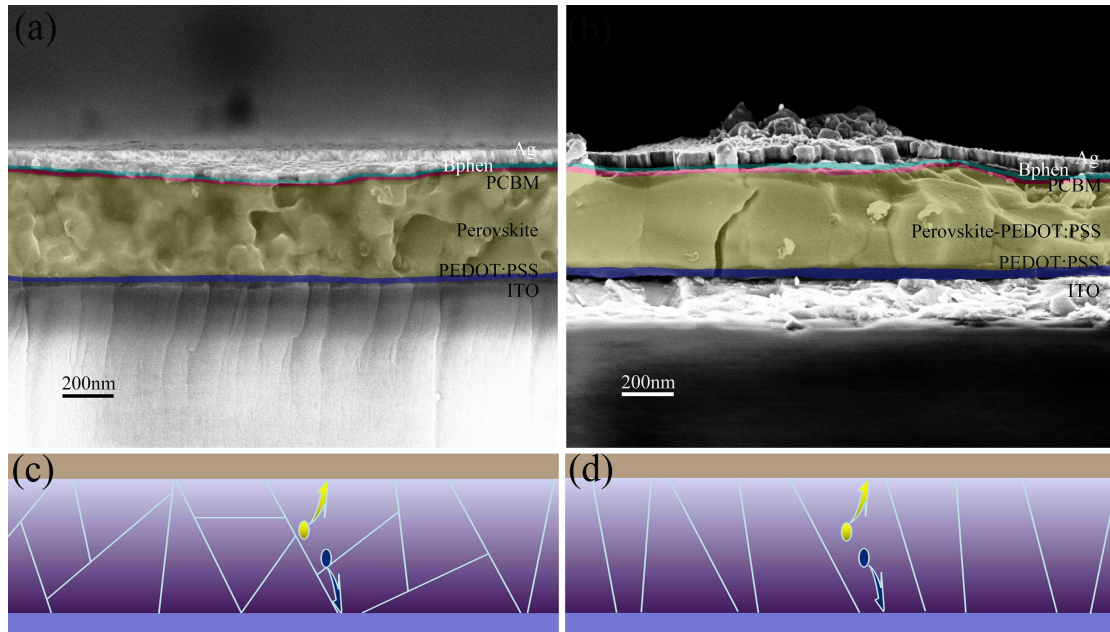 (a)
Ag
Bphen
PCBM
Perovskite
PEDOT:PSS
ITO
200nm
(b)
Ag
Bphen
PCBM
Perovskite-PEDOT:PSS
PEDOT:PSS
ITO
200nm
(c)
(d)